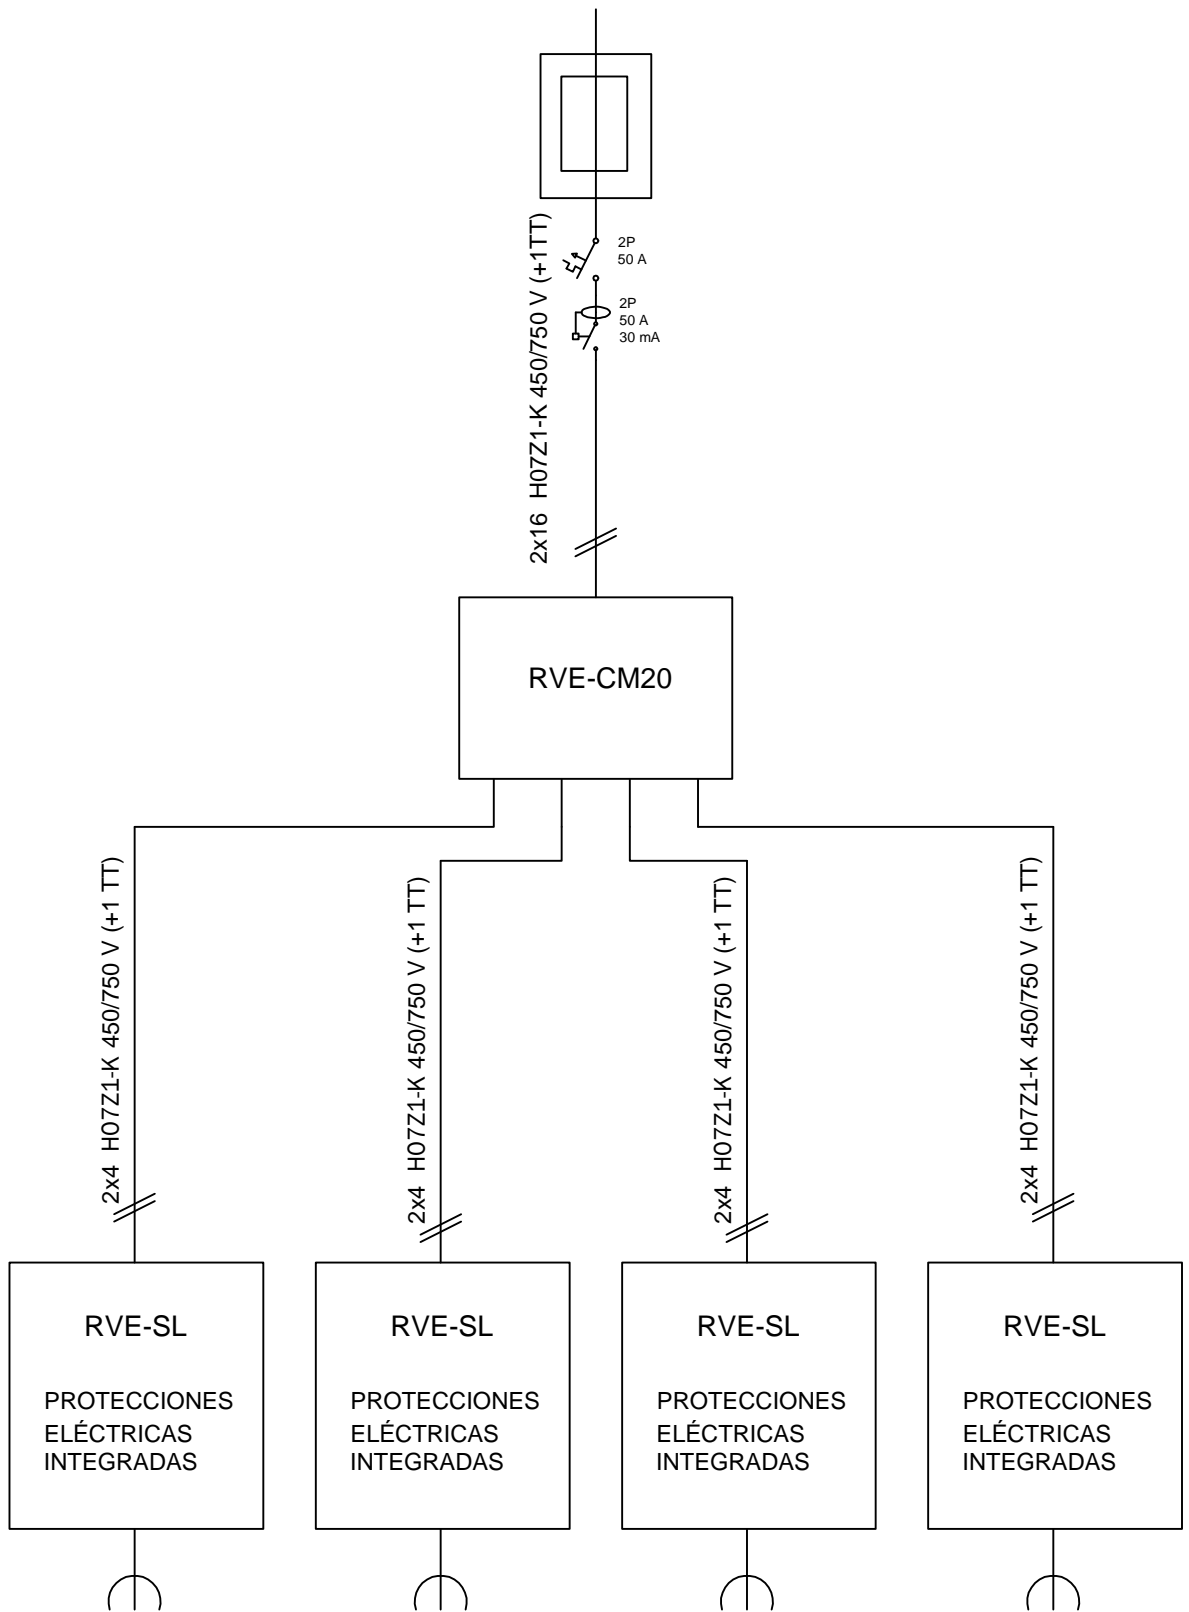 2x16 H07Z1-K 450/750 V (+1TT)
2P
50 A
2P
50 A
30 mA
RVE-CM20
2x4 H07Z1-K 450/750 V (+1 TT)
2x4 H07Z1-K 450/750 V (+1 TT)
2x4 H07Z1-K 450/750 V (+1 TT)
2x4 H07Z1-K 450/750 V (+1 TT)
RVE-SL
PROTECCIONES
ELÉCTRICAS
INTEGRADAS
RVE-SL
PROTECCIONES
ELÉCTRICAS
INTEGRADAS
RVE-SL
PROTECCIONES
ELÉCTRICAS
INTEGRADAS
RVE-SL
PROTECCIONES
ELÉCTRICAS
INTEGRADAS